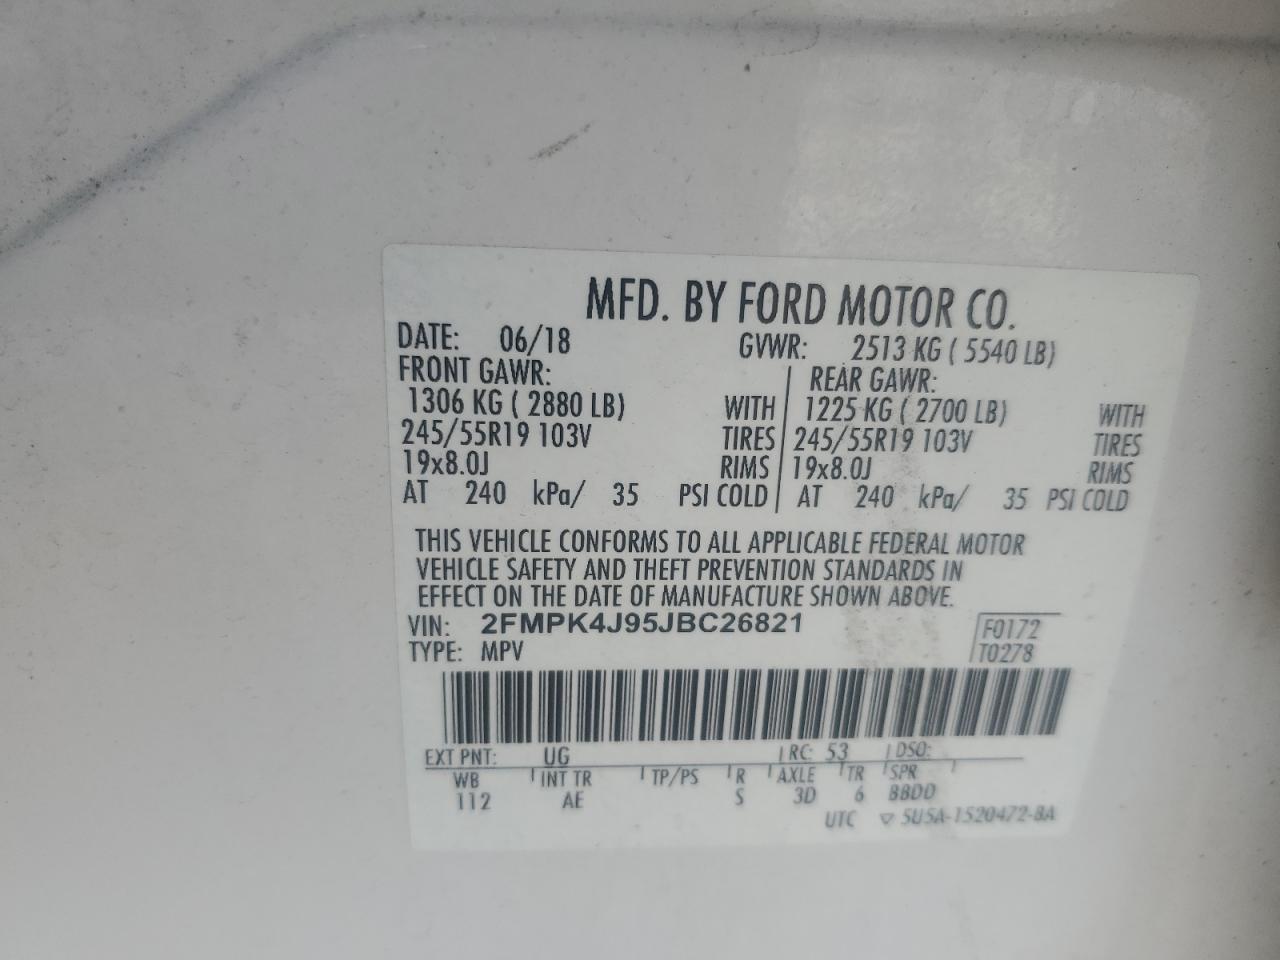 MFD. BY FORD MOTOR CO.
DATE: 06/18 GVWR: 2513 KG ( 5540 LB)
FRONT GAWR: REAR GAWR:
1306 KG ( 2880 LB) WITH 1225 KG ( 2700 LB) WITH
245/55R19 103V TIRES 245/55R19 103V TIRES
19x8.0J RIMS 19x8.0J RIMS
AT 240 kPa/ 35 PSI COLD AT 240 kPa/ 35 PSI COLD
THIS VEHICLE CONFORMS TO ALL APPLICABLE FEDERAL MOTOR
VEHICLE SAFETY AND THEFT PREVENTION STANDARDS IN
EFFECT ON THE DATE OF MANUFACTURE SHOWN ABOVE.
VIN: 2FMPK4J95JBC26821 F0172
TYPE: MPV T0278
EXT PNT: UG RC: 53 DSO:
WB INT TR TP/PS R AXLE TR SPR
112 AE S 3D 6 BBDD
UTC ▽ 5U5A-1520472-BA